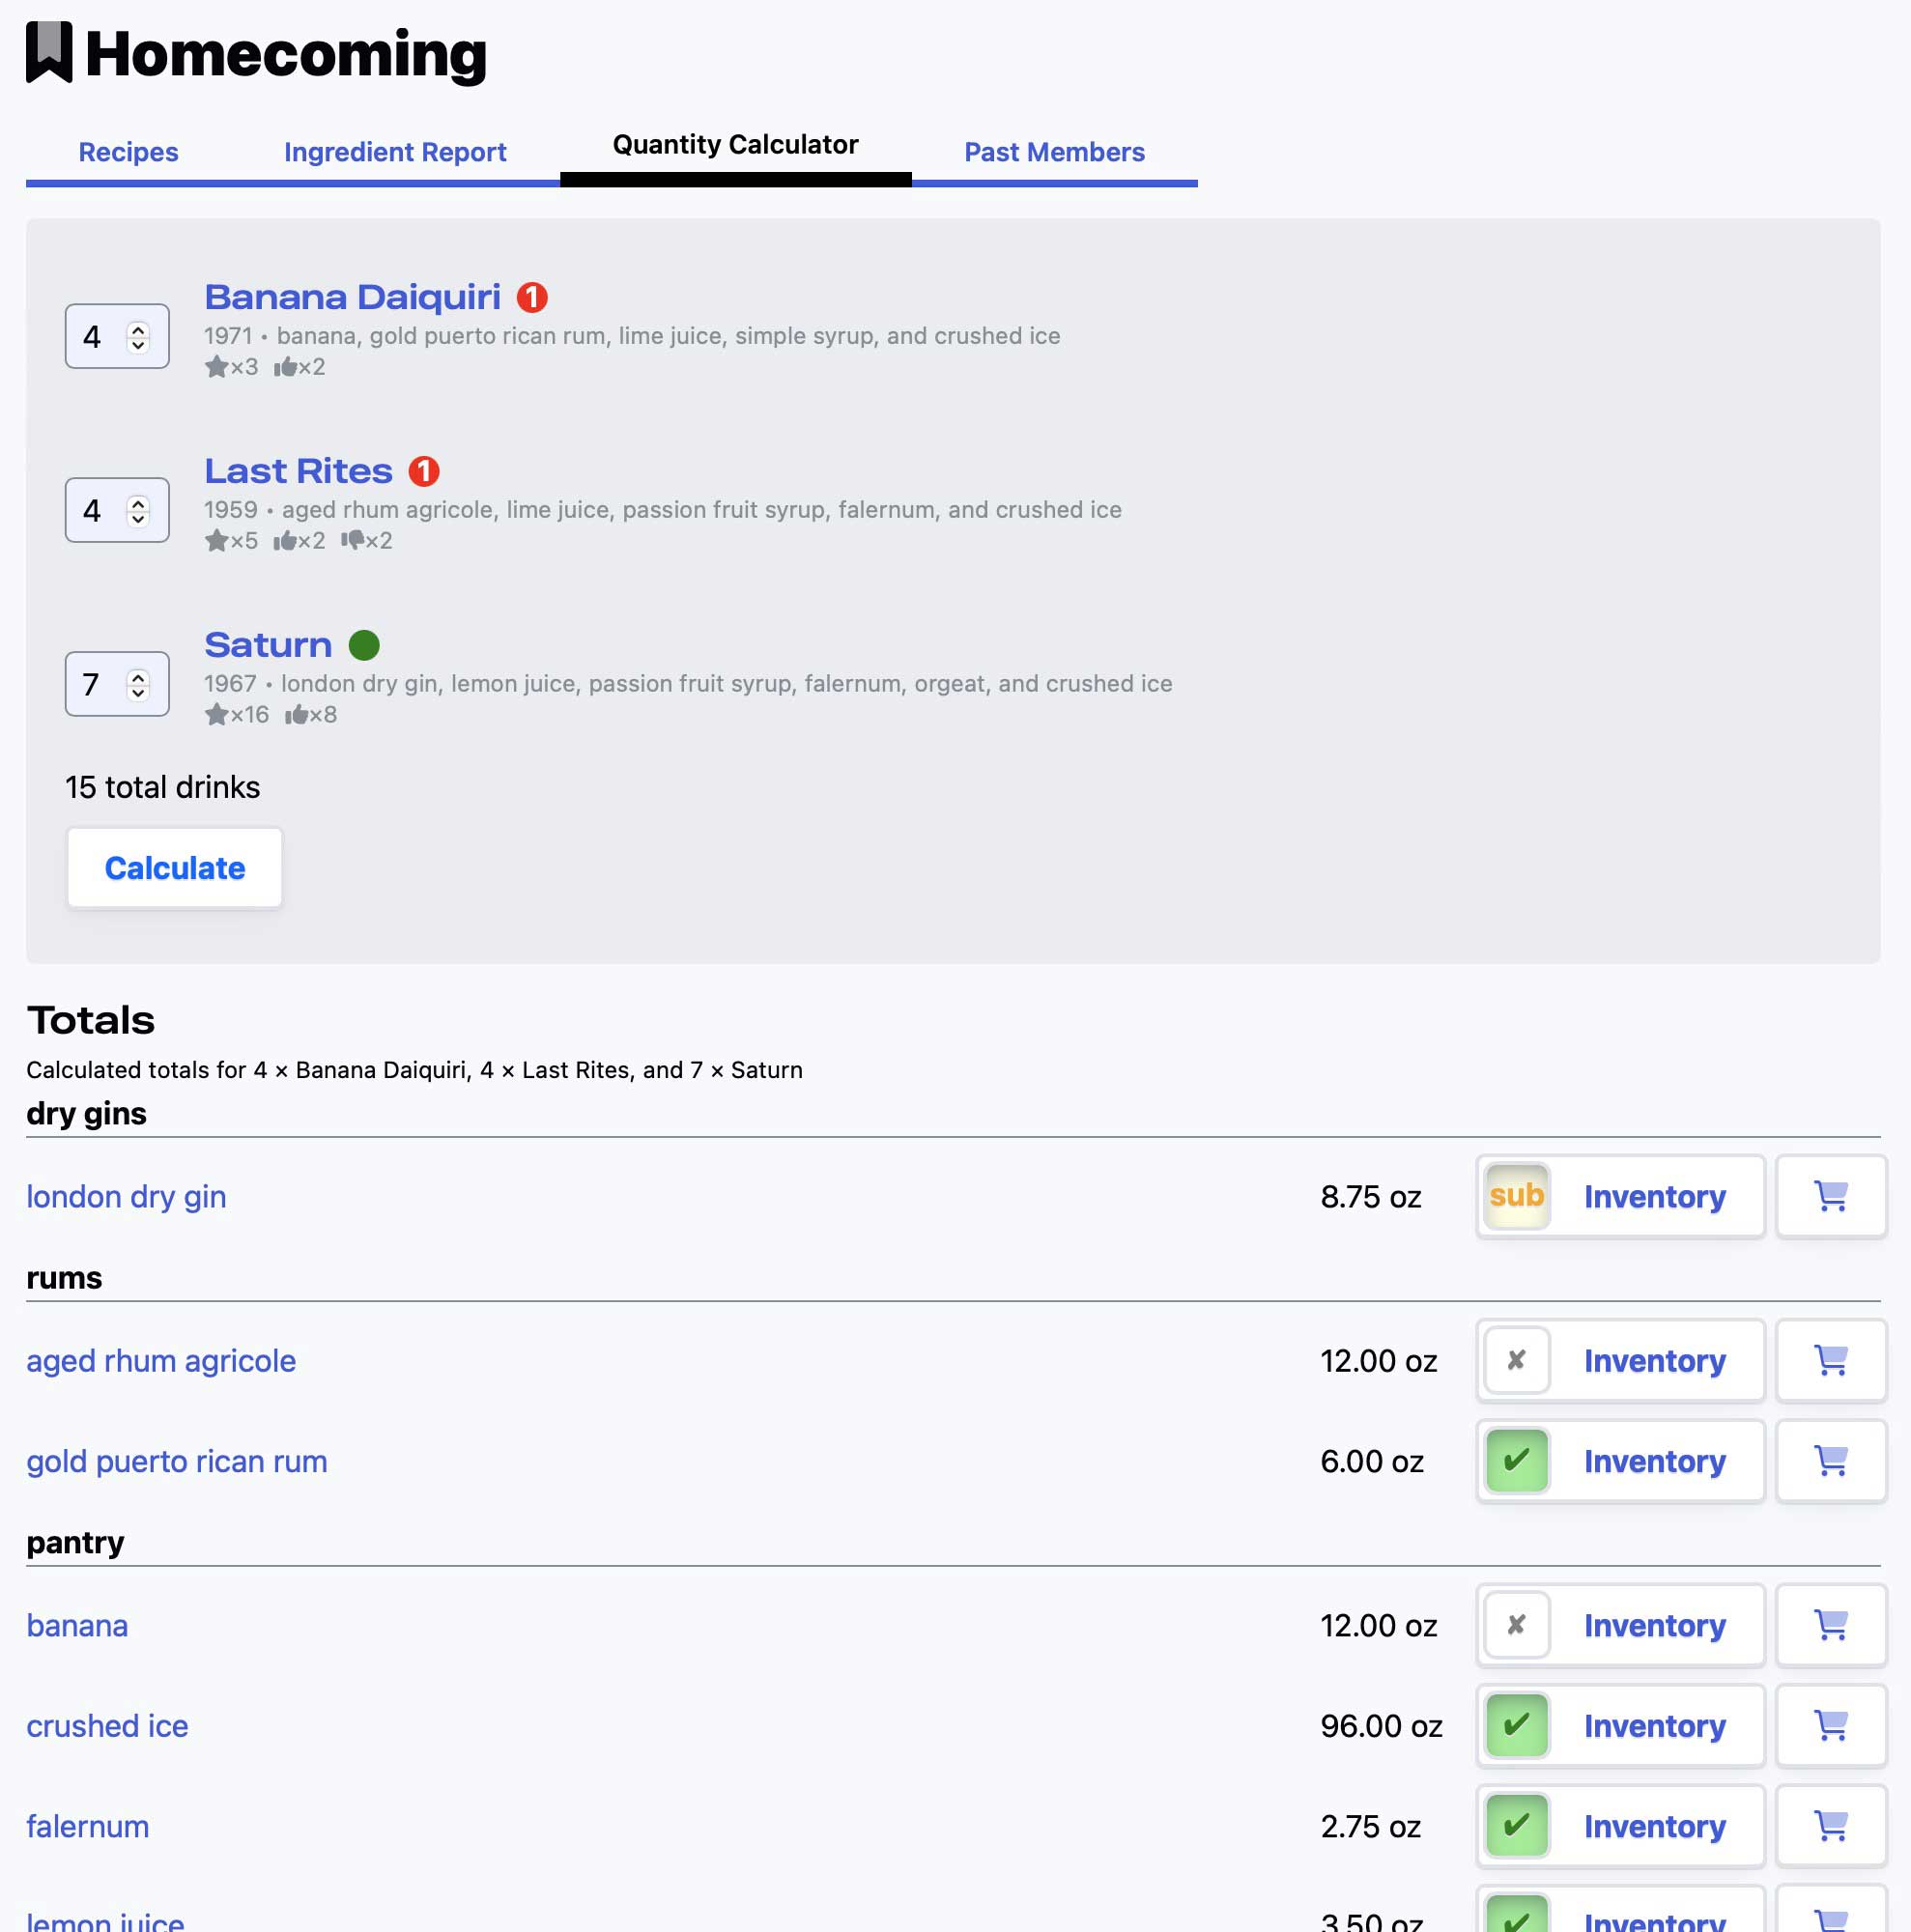 Homecoming
Recipes Ingredient Report Quantity Calculator Past Members
Banana Daiquiri 1
4
1971 • banana, gold puerto rican rum, lime juice, simple syrup, and crushed ice
×3 ×2
Last Rites 1
4
1959 • aged rhum agricole, lime juice, passion fruit syrup, falernum, and crushed ice
×5 ×2 ×2
Saturn
7
1967 • london dry gin, lemon juice, passion fruit syrup, falernum, orgeat, and crushed ice
×16 ×8
15 total drinks
Calculate
Totals
Calculated totals for 4 × Banana Daiquiri, 4 × Last Rites, and 7 × Saturn
dry gins
london dry gin 8.75 oz sub Inventory
rums
aged rhum agricole 12.00 oz ✘ Inventory
gold puerto rican rum 6.00 oz ✔ Inventory
pantry
banana 12.00 oz ✘ Inventory
crushed ice 96.00 oz ✔ Inventory
falernum 2.75 oz ✔ Inventory
lemon juice 3.50 oz ✔ Inventory